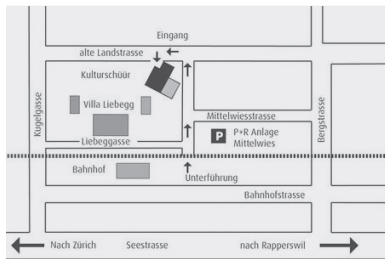 Eingang
alte Landstrasse
Kulturschüür
Villa Liebegg
Kugelgasse
Mittelwiesstrasse
Bergstrasse
P
P+R Anlage
Mittelwies
Liebeggasse
Bahnhof
Unterführung
Bahnhofstrasse
Nach Zürich
Seestrasse
nach Rapperswil